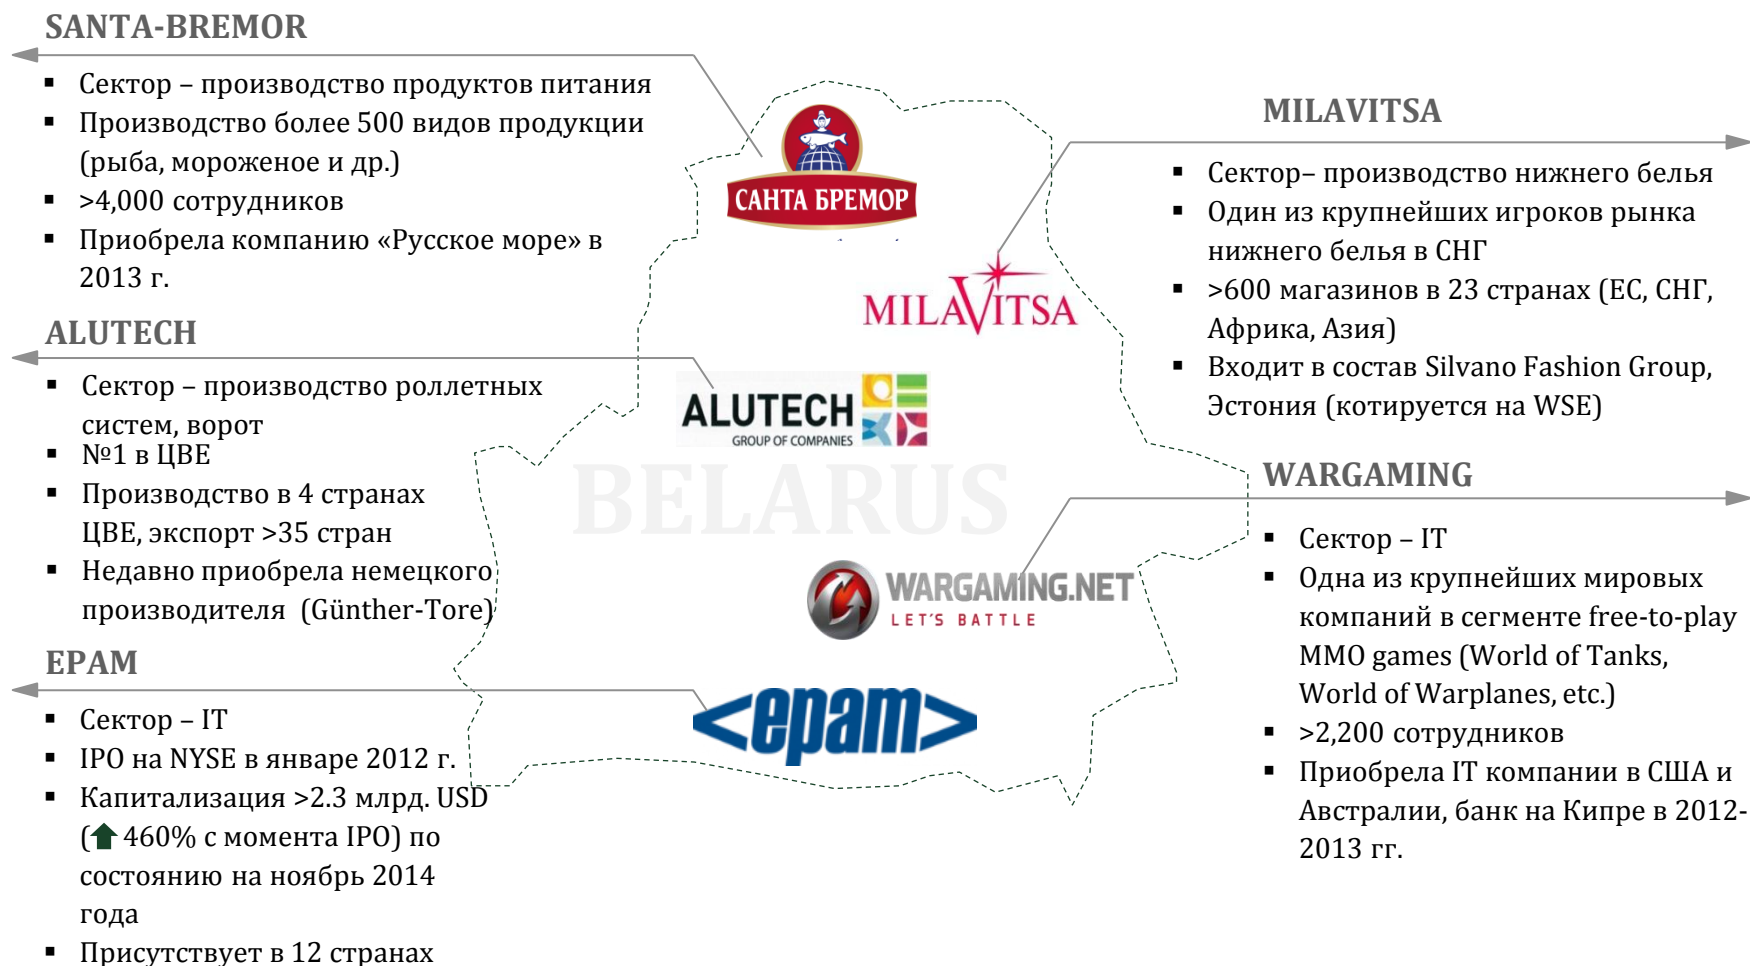 SANTA-BREMOR
▪ Сектор – производство продуктов питания
▪ Производство более 500 видов продукции
(рыба, мороженое и др.)
▪ >4,000 сотрудников
▪ Приобрела компанию «Русское море» в
2013 г.
ALUTECH
▪ Сектор – производство роллетных
систем, ворот
▪ №1 в ЦВЕ
▪ Производство в 4 странах
ЦВЕ, экспорт >35 стран
▪ Недавно приобрела немецкого
производителя (Günther-Tore)
EPAM
▪ Сектор – IT
▪ IPO на NYSE в январе 2012 г.
▪ Капитализация >2.3 млрд. USD
( 460% с момента IPO) по
состоянию на ноябрь 2014
года
▪ Присутствует в 12 странах
САНТА БРЕМОР
MILAVITSA
ALUTECH
GROUP OF COMPANIES
BELARUS
WARGAMING.NET
LET'S BATTLE
<epam>
MILAVITSA
▪ Сектор– производство нижнего белья
▪ Один из крупнейших игроков рынка
нижнего белья в СНГ
▪ >600 магазинов в 23 странах (ЕС, СНГ,
Африка, Азия)
▪ Входит в состав Silvano Fashion Group,
Эстония (котируется на WSE)
WARGAMING
▪ Сектор – IT
▪ Одна из крупнейших мировых
компаний в сегменте free-to-play
MMO games (World of Tanks,
World of Warplanes, etc.)
▪ >2,200 сотрудников
▪ Приобрела IT компании в США и
Австралии, банк на Кипре в 2012-
2013 гг.